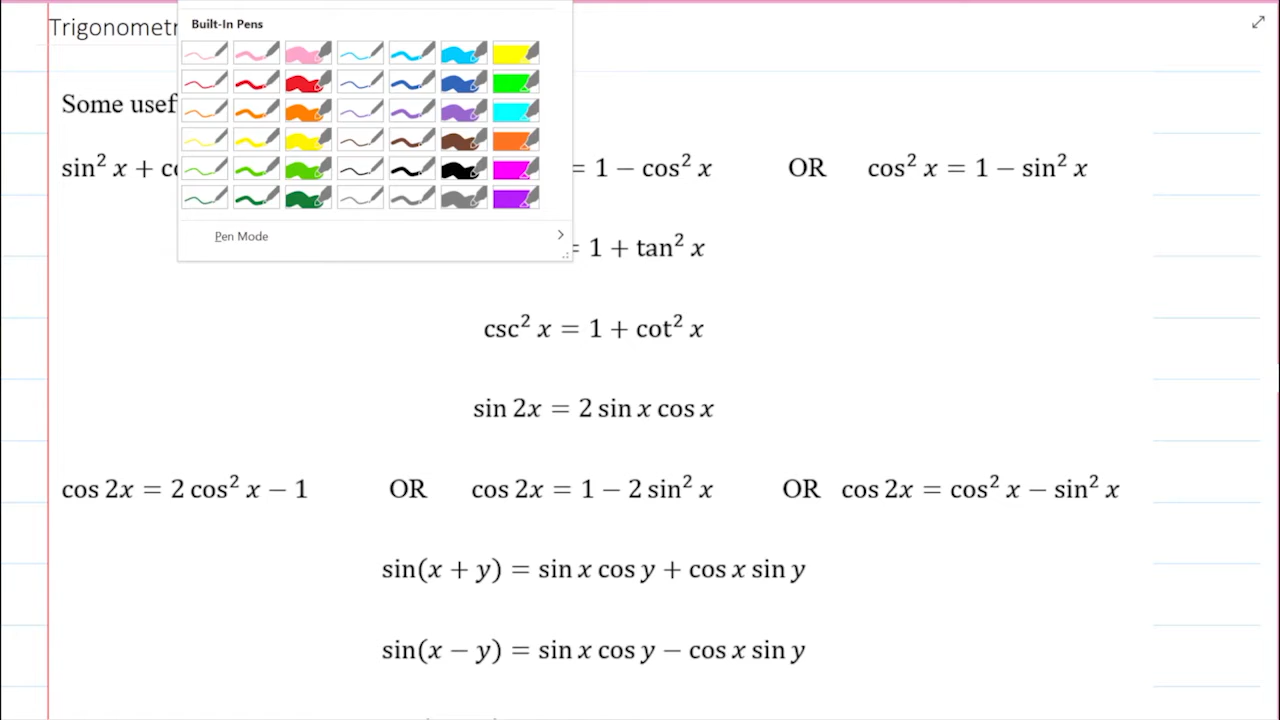 Trigonometr
Built-In Pens
Some usef
sin² x + co = 1 − cos² x OR cos² x = 1 − sin² x
Pen Mode
= 1 + tan² x
csc² x = 1 + cot² x
sin 2x = 2 sin x cos x
cos 2x = 2 cos² x − 1 OR cos 2x = 1 − 2 sin² x OR cos 2x = cos² x − sin² x
sin(x + y) = sin x cos y + cos x sin y
sin(x − y) = sin x cos y − cos x sin y